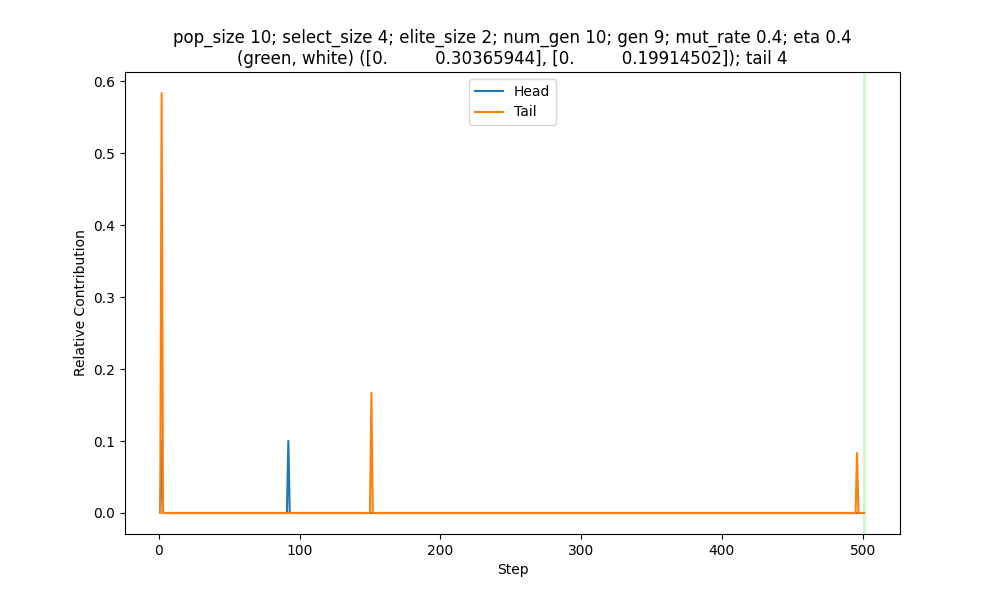 pop_size 10; select_size 4; elite_size 2; num_gen 10; gen 9; mut_rate 0.4; eta 0.4
(green, white) ([0.         0.30365944], [0.         0.19914502]); tail 4
Head
Tail
0.6
0.5
0.4
0.3
0.2
0.1
0.0
Relative Contribution
0 100 200 300 400 500
Step